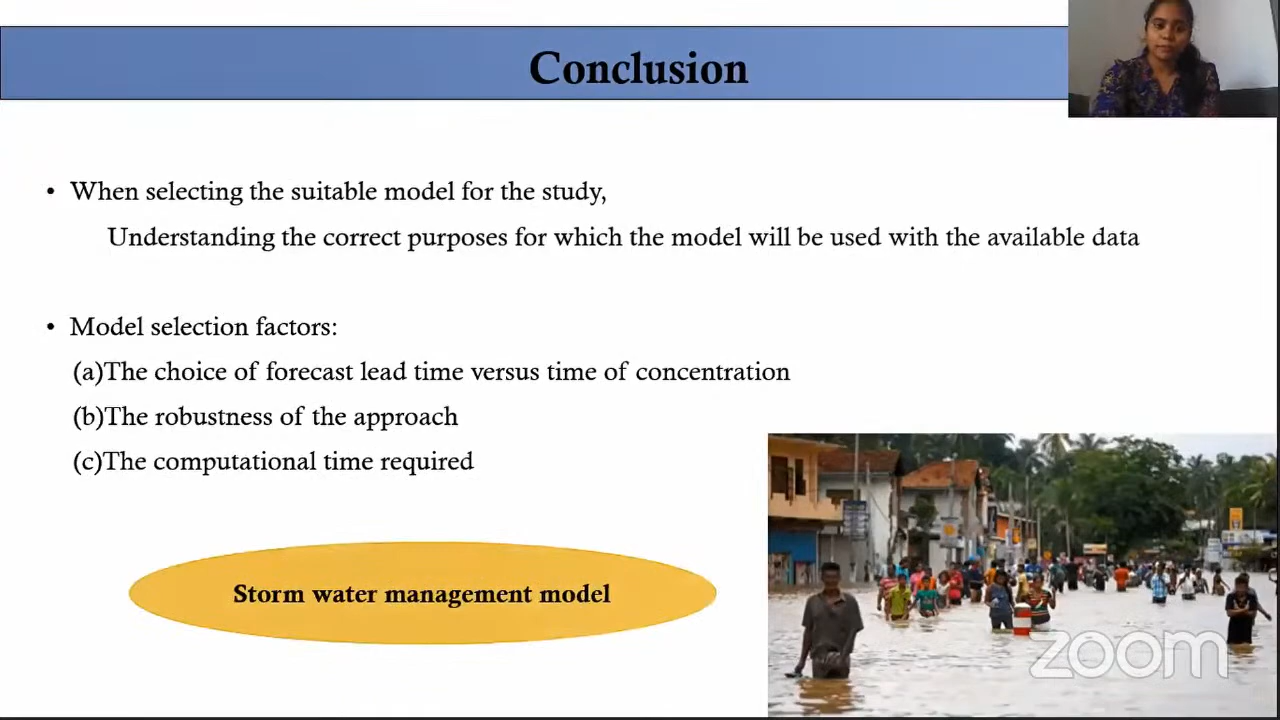 Conclusion
• When selecting the suitable model for the study,
Understanding the correct purposes for which the model will be used with the available data
• Model selection factors:
(a)The choice of forecast lead time versus time of concentration
(b)The robustness of the approach
(c)The computational time required
Storm water management model
zoom